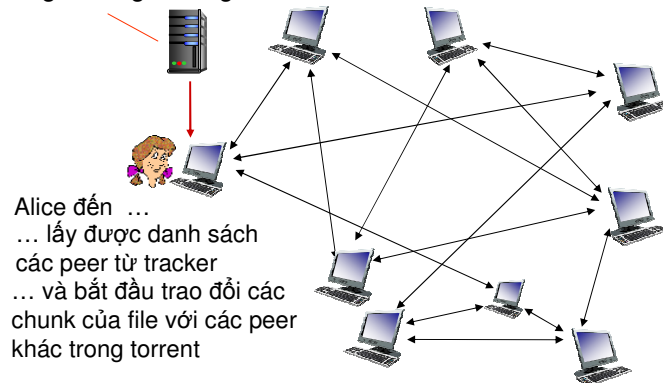 Alice đến …
… lấy được danh sách
các peer từ tracker
… và bắt đầu trao đổi các
chunk của file với các peer
khác trong torrent